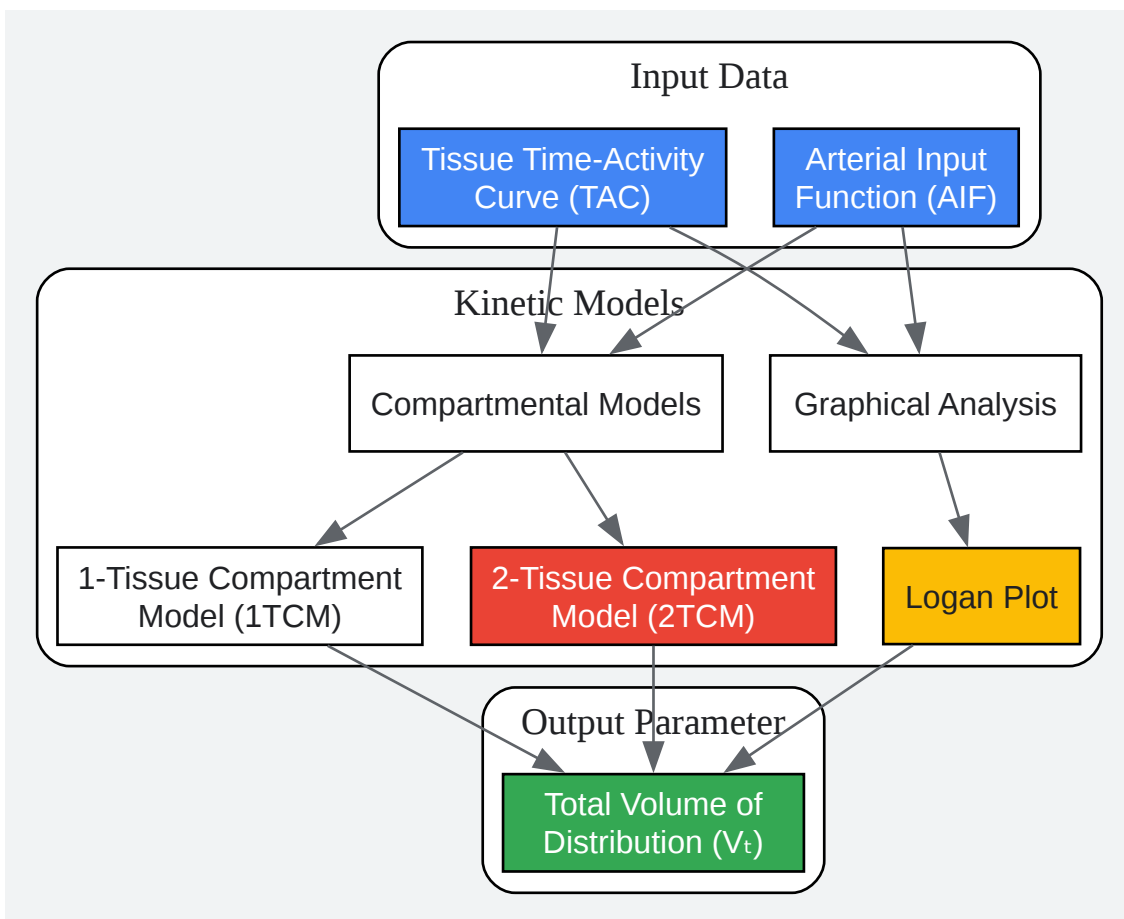 Input Data
Tissue Time-Activity
Curve (TAC)
Arterial Input
Function (AIF)
Kinetic Models
Compartmental Models
Graphical Analysis
1-Tissue Compartment
Model (1TCM)
2-Tissue Compartment
Model (2TCM)
Logan Plot
Output Parameter
Total Volume of
Distribution (Vₜ)